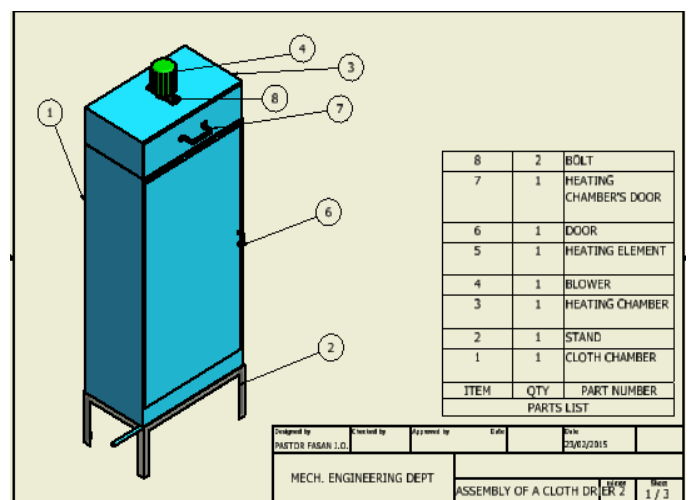 4
3
8
1
7
6
2
8 2 BOLT
7 1 HEATING
CHAMBER'S DOOR
6 1 DOOR
5 1 HEATING ELEMENT
4 1 BLOWER
3 1 HEATING CHAMBER
2 1 STAND
1 1 CLOTH CHAMBER
ITEM QTY PART NUMBER
PARTS LIST
Designed by Checked by Approved by Date Date
PASTOR FASAN J.O. 23/02/2015
MECH. ENGINEERING DEPT
ASSEMBLY OF A CLOTH DR ER 2 Sheet
1 / 3